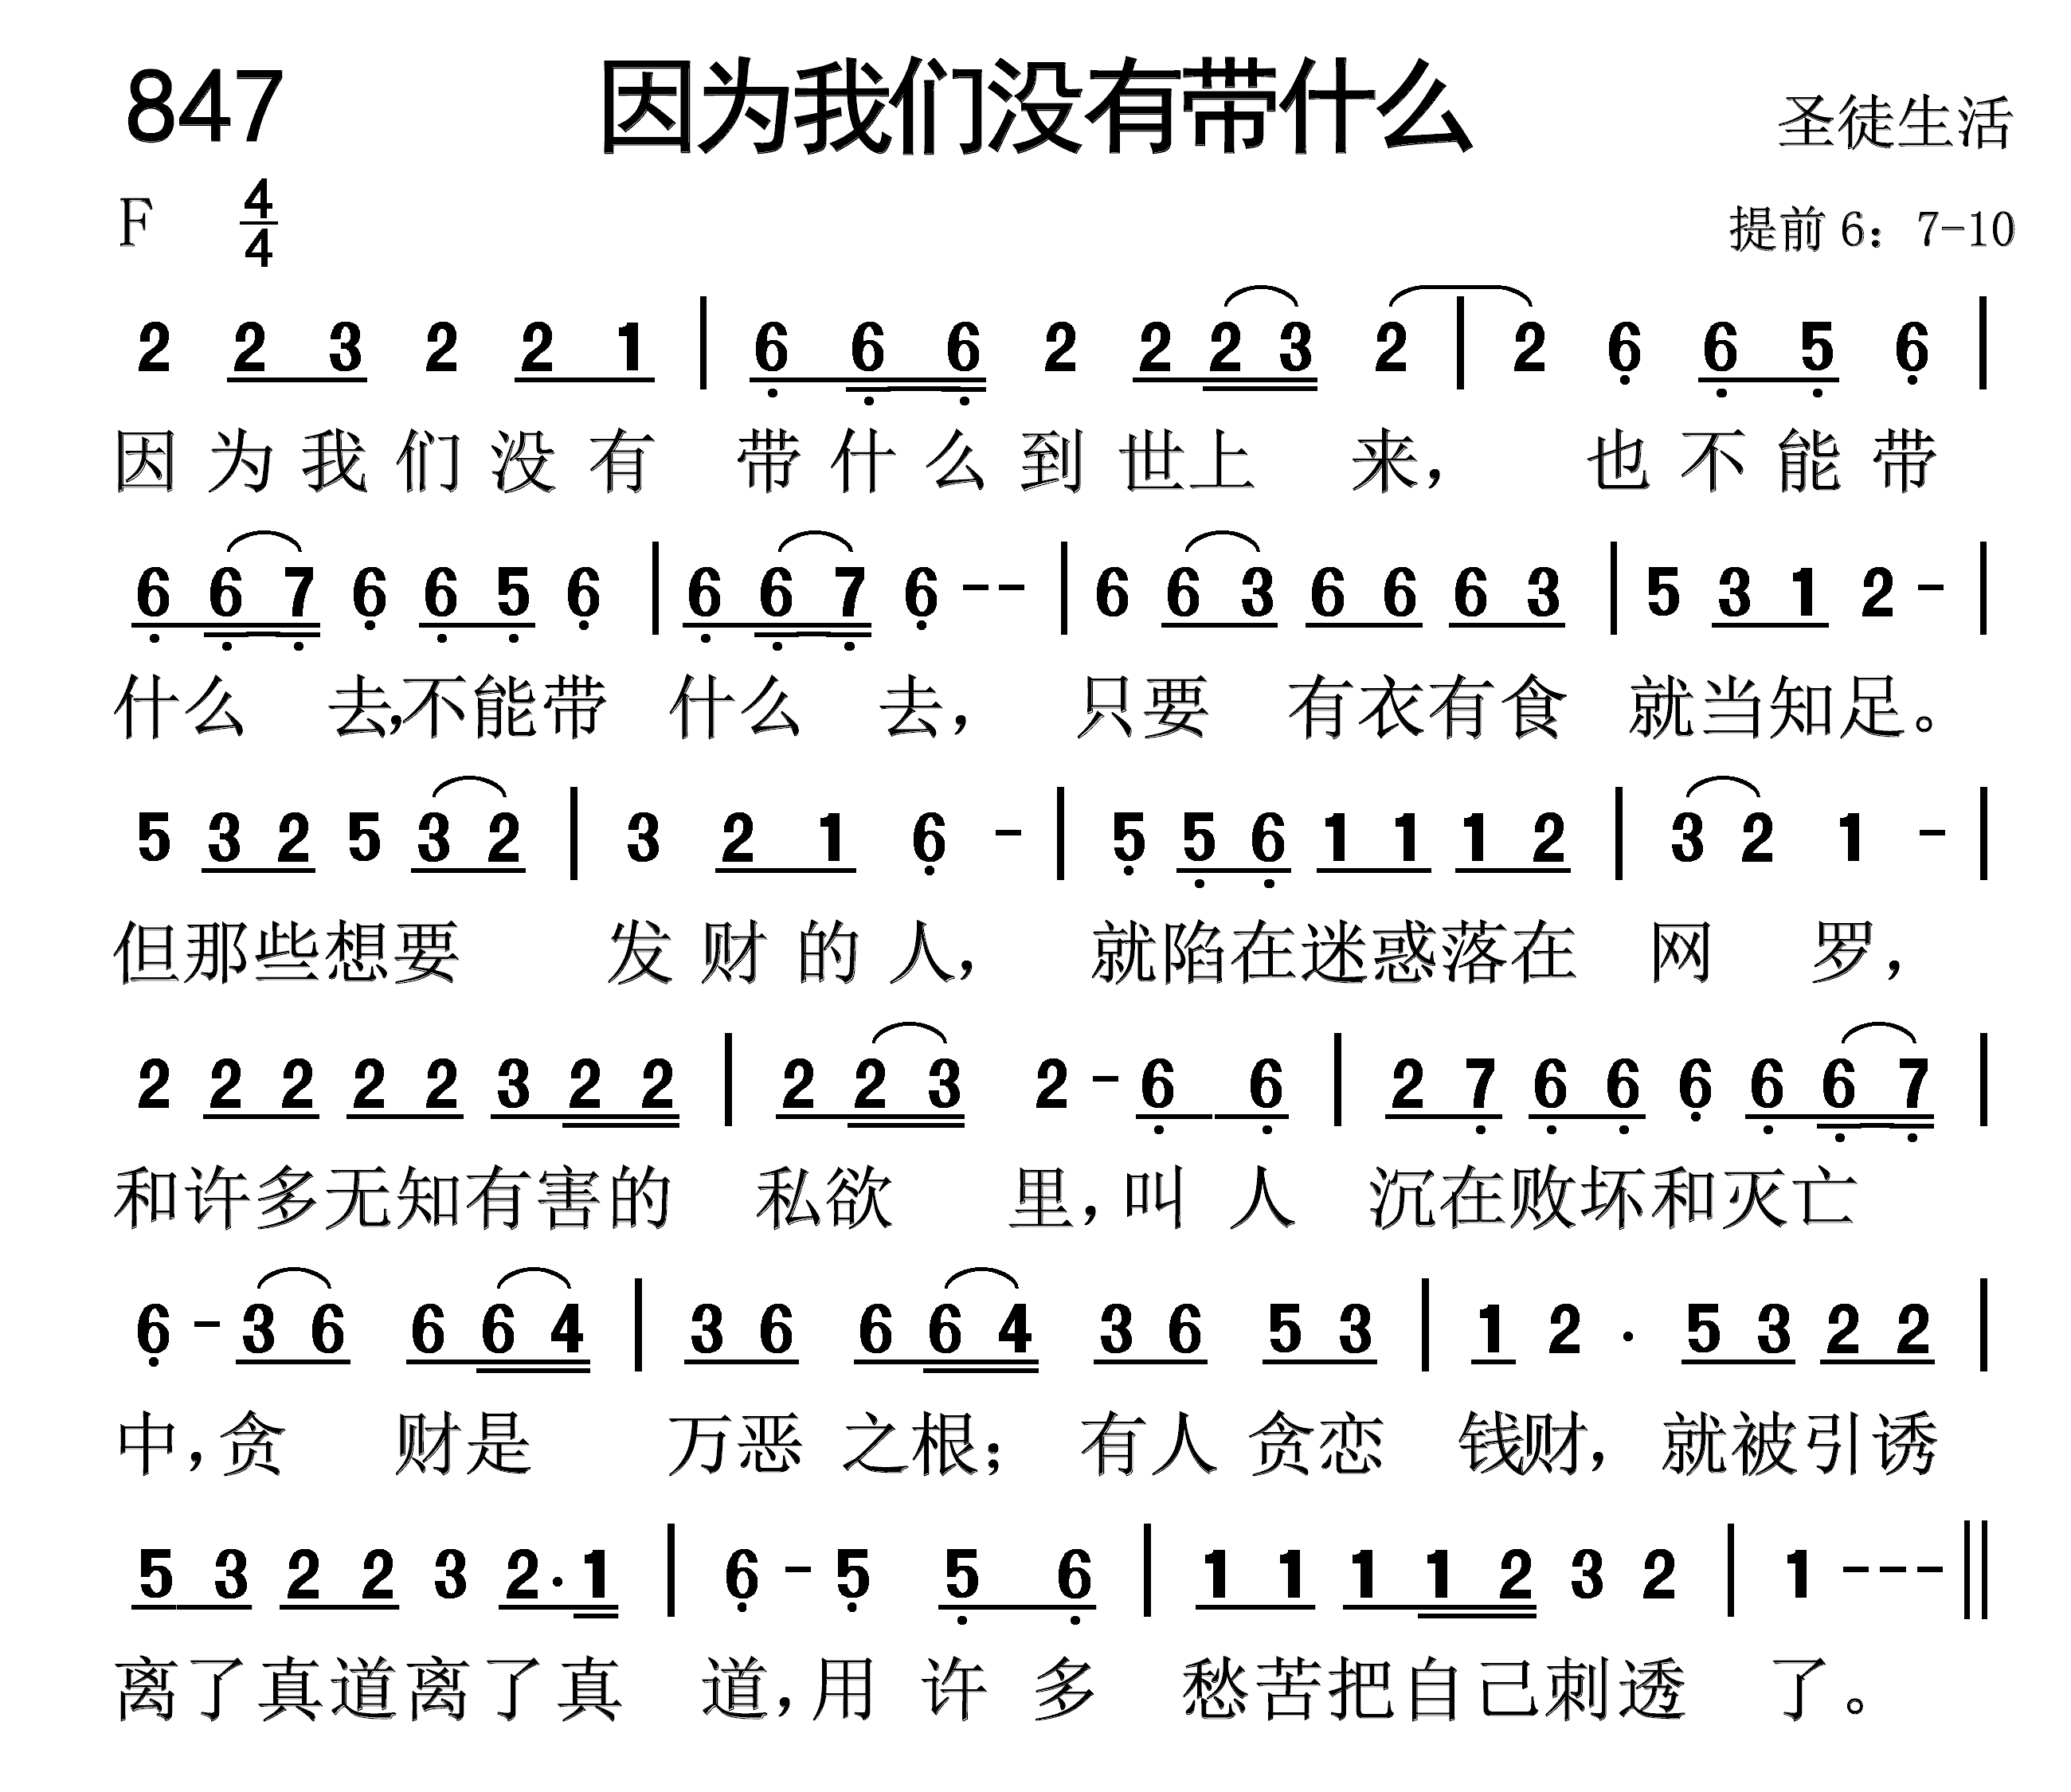 847 因为我们没有带什么 圣徒生活
F 4/4 提前 6：7-10
2 2 3 2 2 1 | 6 6 6 2 2 2 3 2 | 2 6 6 5 6 |
因为我们没有 带什么到世上 来， 也不能带
6 6 7 6 6 5 6 | 6 6 7 6 - - | 6 6 3 6 6 6 3 | 5 3 1 2 - |
什么 去，不能带 什么 去， 只要 有衣有食 就当知足。
5 3 2 5 3 2 | 3 2 1 6 - | 5 5 6 1 1 1 2 | 3 2 1 - |
但那些想要 发财的人， 就陷在迷惑落在 网 罗，
2 2 2 2 2 3 2 2 | 2 2 3 2 - 6 6 | 2 7 6 6 6 6 6 7 |
和许多无知有害的 私欲 里，叫人 沉在败坏和灭亡
6 - 3 6 6 6 4 | 3 6 6 6 4 3 6 5 3 | 1 2 · 5 3 2 2 |
中，贪 财是 万恶之根； 有人贪恋 钱财，就被引诱
5 3 2 2 3 2 · 1 | 6 - 5 5 6 | 1 1 1 1 2 3 2 | 1 - - - ||
离了真道离了真 道，用许多 愁苦把自己刺透 了。